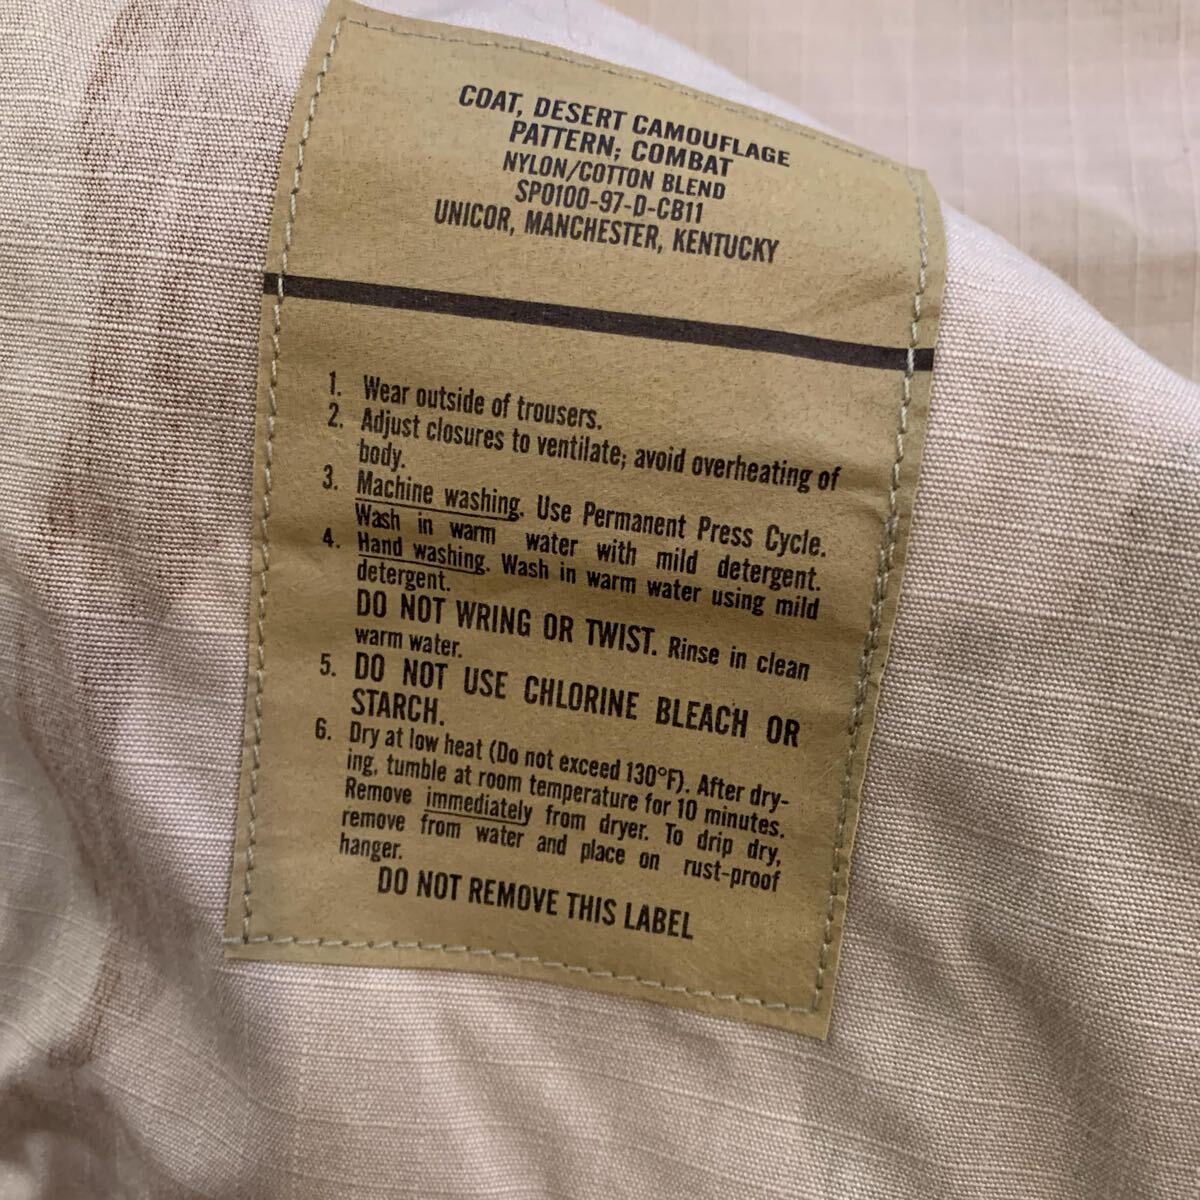 COAT, DESERT CAMOUFLAGE
PATTERN; COMBAT
NYLON/COTTON BLEND
SPO100-97-D-CB11
UNICOR, MANCHESTER, KENTUCKY
1. Wear outside of trousers.
2. Adjust closures to ventilate; avoid overheating of
body.
3. Machine washing. Use Permanent Press Cycle.
Wash in warm water with mild detergent.
4. Hand washing. Wash in warm water using mild
detergent.
DO NOT WRING OR TWIST. Rinse in clean
warm water.
5. DO NOT USE CHLORINE BLEACH OR
STARCH.
6. Dry at low heat (Do not exceed 130°F). After dry-
ing, tumble at room temperature for 10 minutes.
Remove immediately from dryer. To drip dry,
remove from water and place on rust-proof
hanger.
DO NOT REMOVE THIS LABEL